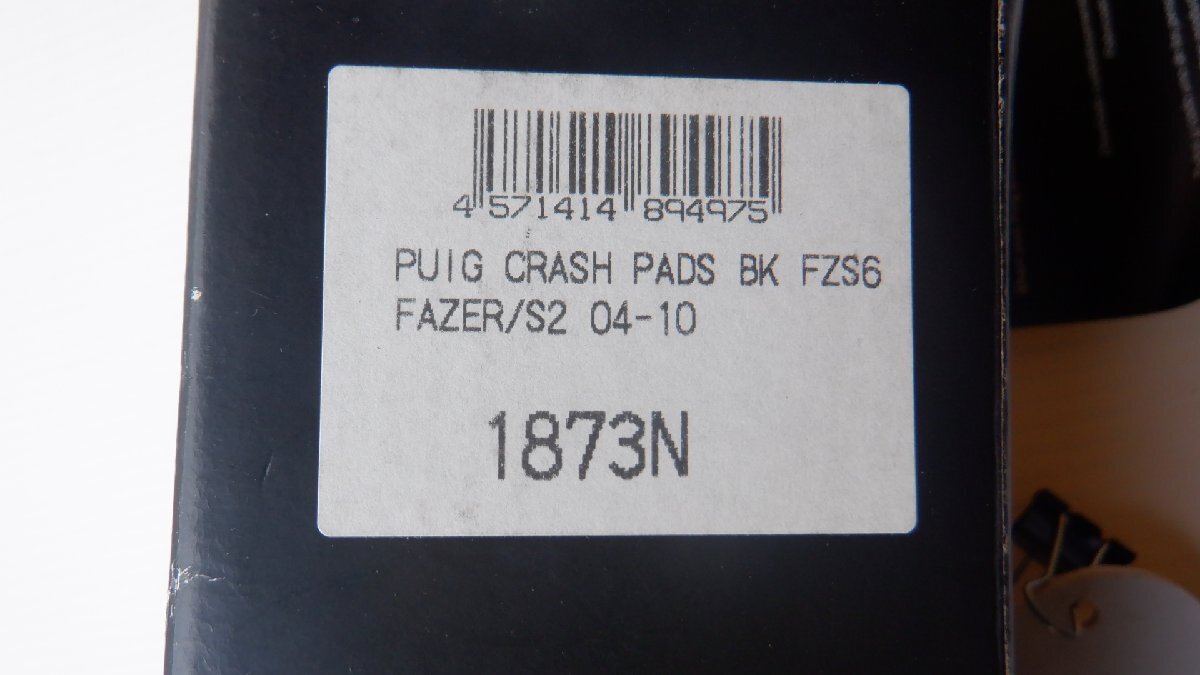 4 571414 894975
PUIG CRASH PADS BK FZS6
FAZER/S2 04-10
1873N